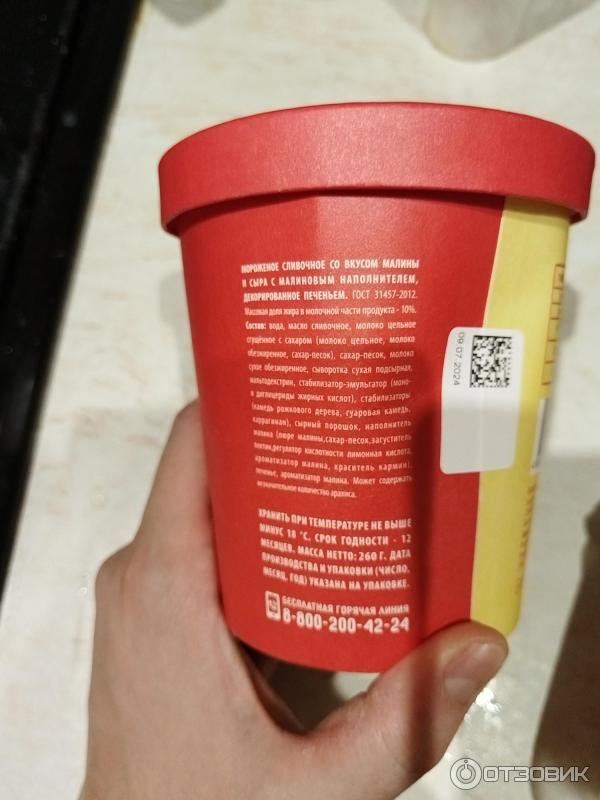 МОРОЖЕНОЕ СЛИВОЧНОЕ СО ВКУСОМ МАЛИНЫ
И СЫРА С МАЛИНОВЫМ НАПОЛНИТЕЛЕМ,
ДЕКОРИРОВАННОЕ ПЕЧЕНЬЕМ. ГОСТ 31457-2012.
Массовая доля жира в молочной части продукта - 10%.
Состав: вода, масло сливочное, молоко цельное
сгущённое с сахаром (молоко цельное, молоко
обезжиренное, сахар-песок), сахар-песок, молоко
сухое обезжиренное, сыворотка сухая подсырная,
мальтодекстрин, стабилизатор-эмульгатор (моно-
и диглицериды жирных кислот), стабилизаторы
(камедь рожкового дерева, гуаровая камедь,
карраганан), сырный порошок, наполнитель
малина (пюре малины,сахар-песок,загуститель
пектин,регулятор кислотности лимонная кислота,
ароматизатор малина, краситель кармин),
печенье, ароматизатор малина. Может содержать
незначительное количество арахиса.
ХРАНИТЬ ПРИ ТЕМПЕРАТУРЕ НЕ ВЫШЕ
МИНУС 18 °С. СРОК ГОДНОСТИ - 12
МЕСЯЦЕВ. МАССА НЕТТО: 260 Г. ДАТА
ПРОИЗВОДСТВА И УПАКОВКИ (ЧИСЛО,
МЕСЯЦ, ГОД) УКАЗАНА НА УПАКОВКЕ.
БЕСПЛАТНАЯ ГОРЯЧАЯ ЛИНИЯ
8-800-200-42-24
09 07 2024
ОТЗОВИК